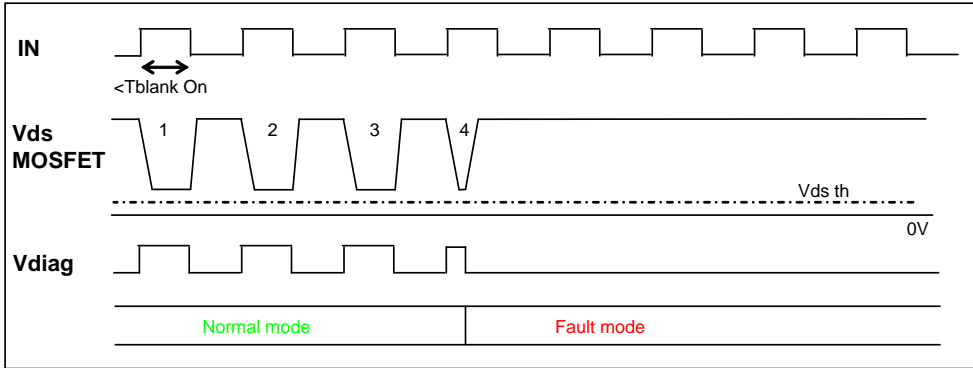 IN
<Tblank On
Vds
MOSFET
1 2 3 4
Vds th
0V
Vdiag
Normal mode Fault mode